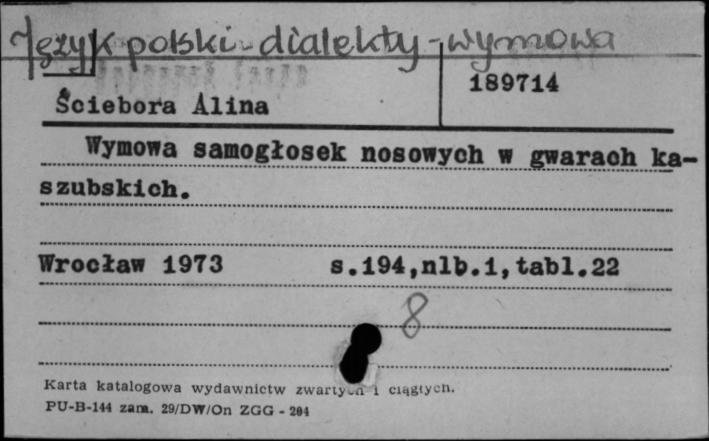 Język polski - dialekty - wymowa
189714
Ściebora Alina
Wymowa samogłosek nosowych w gwarach ka-
szubskich.
Wrocław 1973 s.194,nlb.1,tabl.22
8
Karta katalogowa wydawnictw zwartych i ciągłych.
PU-B-144 zam. 29/DW/On ZGG - 204